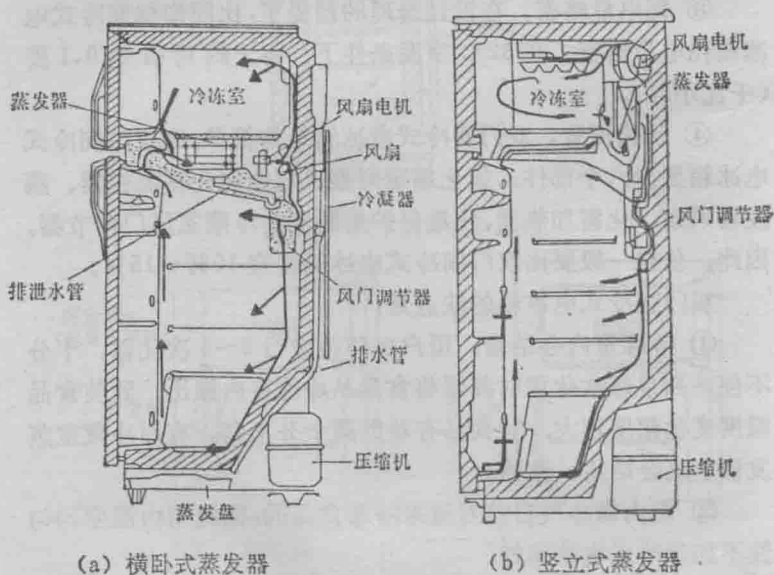 冷冻室
蒸发器
风扇电机
风扇
冷凝器
排泄水管
风门调节器
排水管
压缩机
蒸发盘
(a) 横卧式蒸发器
风扇电机
蒸发器
冷冻室
风门调节器
压缩机
(b) 竖立式蒸发器